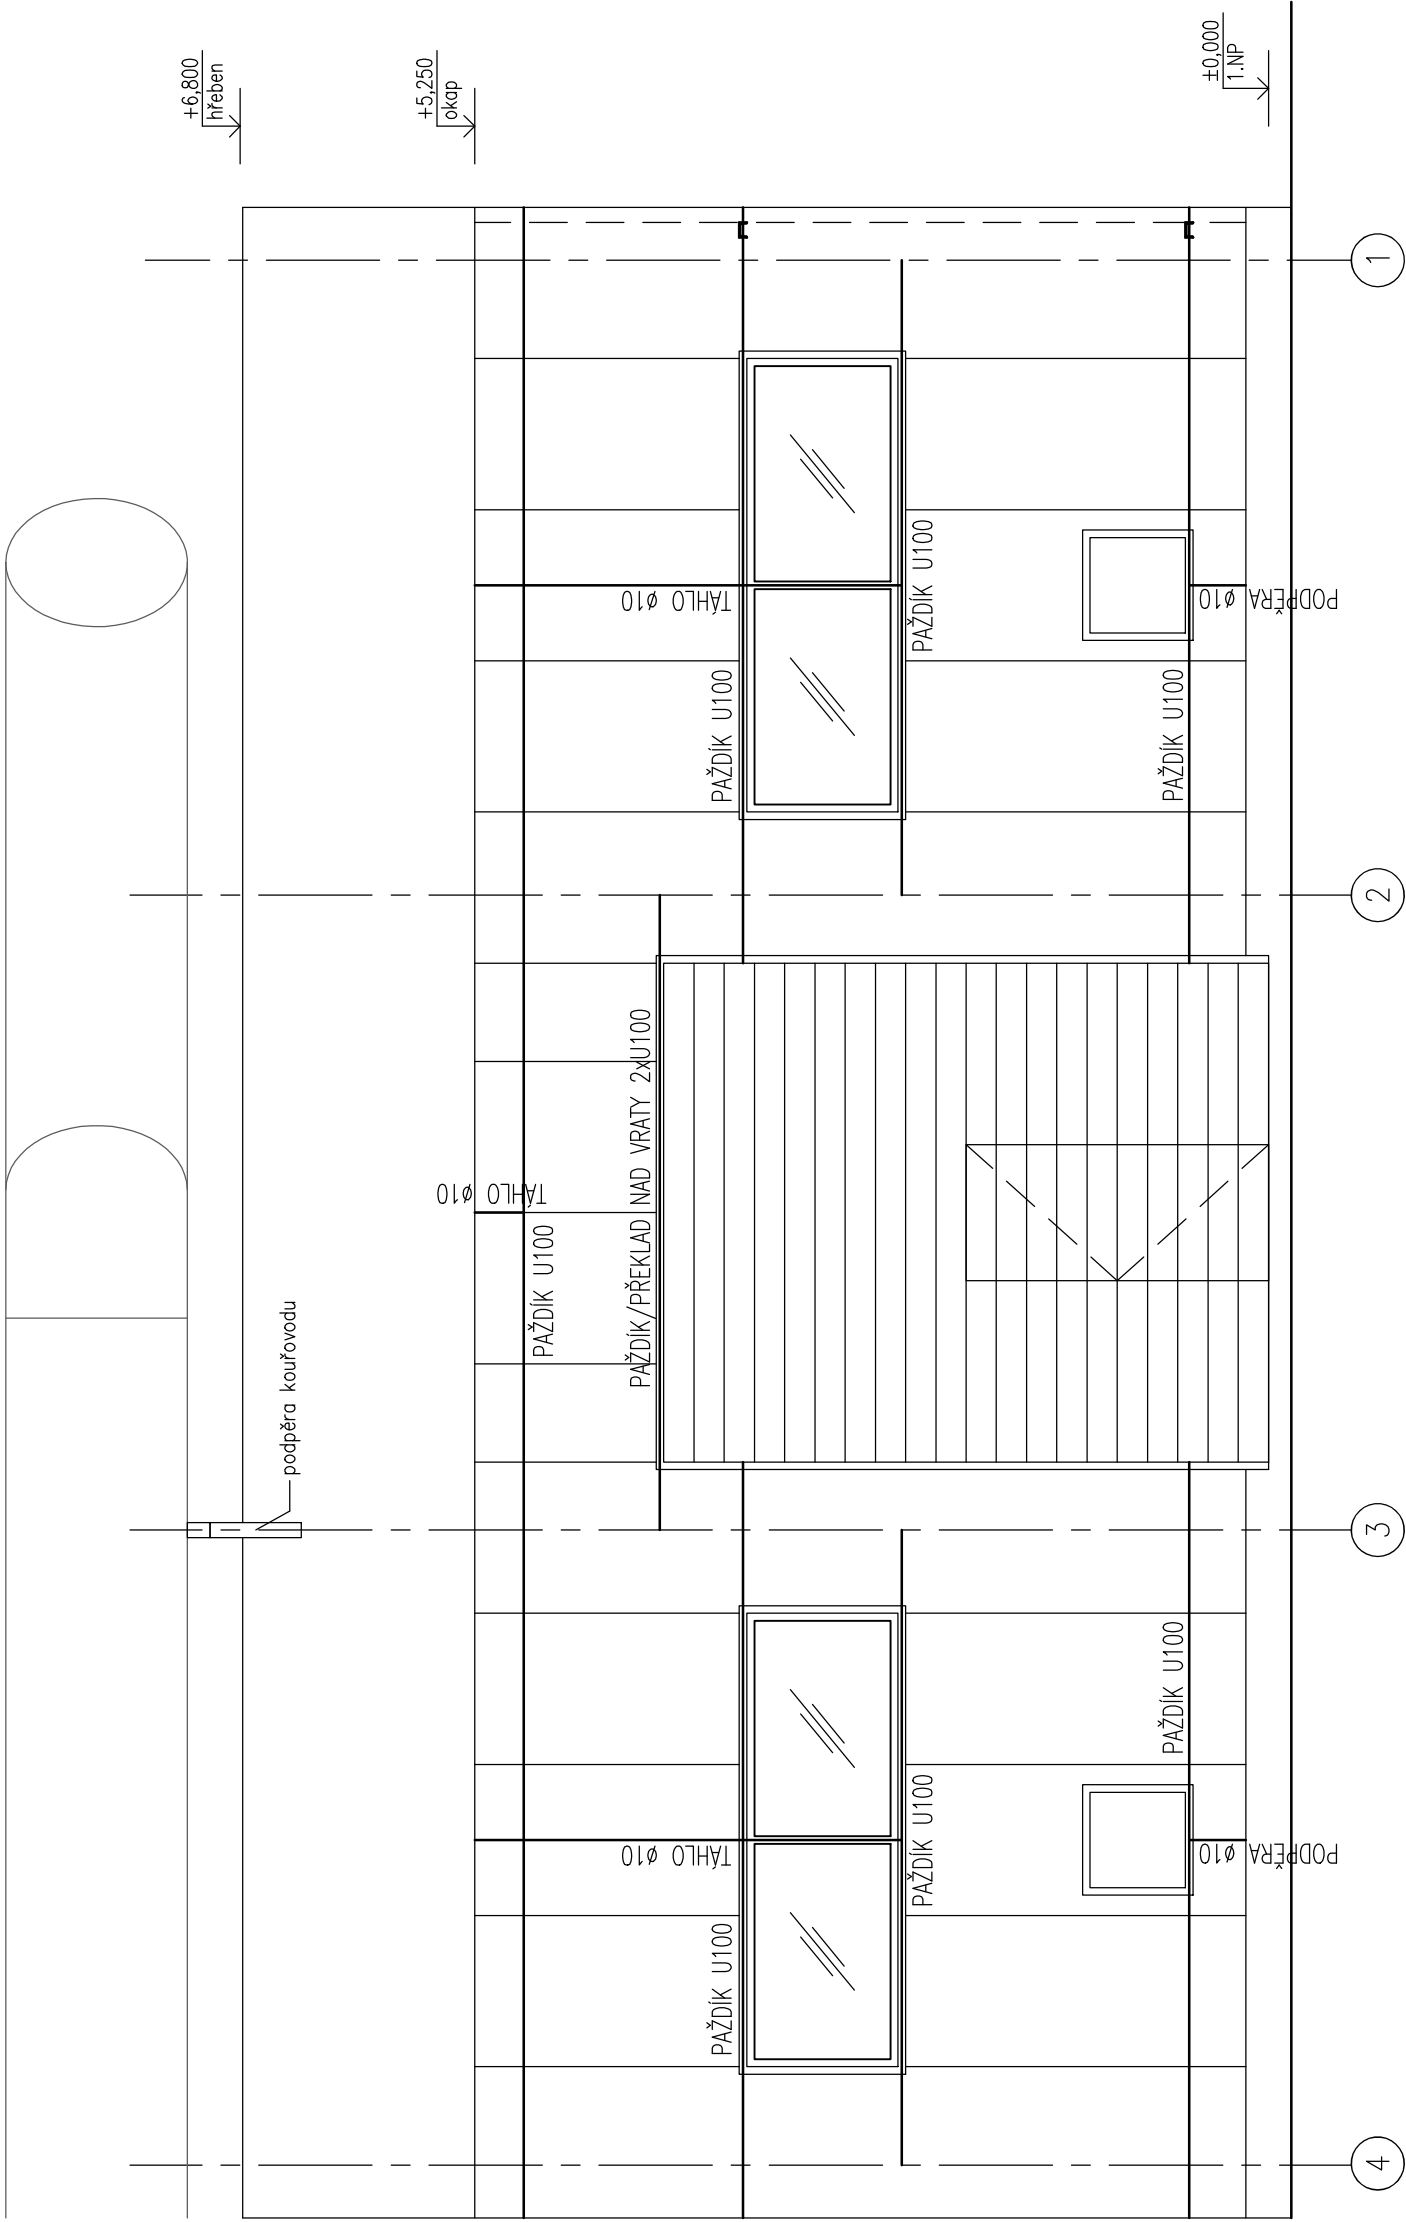 +6,800
hřeben
+5,250
okap
±0,000
1.NP
podpěra kouřovodu
TÁHLO ø10
PAŽDÍK U100
PAŽDÍK/PŘEKLAD NAD VRATY 2xU100
PAŽDÍK U100
TÁHLO ø10
PAŽDÍK U100
PAŽDÍK U100
PODPĚRA ø10
PAŽDÍK U100
TÁHLO ø10
PAŽDÍK U100
PAŽDÍK U100
PODPĚRA ø10
4
3
2
1